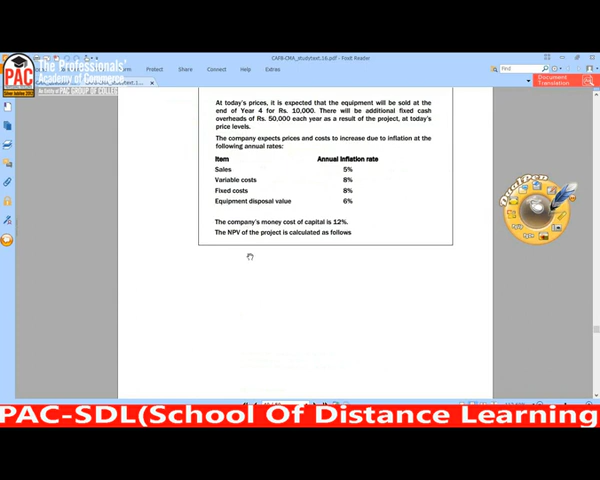 The Professionals'
Academy of Commerce
PAC
CAF8-CMA_studytext.18.pdf - Foxit Reader
Form Protect Share Connect Help Extras
Find
Document Translation
At today's prices, it is expected that the equipment will be sold at the
end of Year 4 for Rs. 10,000. There will be additional fixed cash
overheads of Rs. 50,000 each year as a result of the project, at today's
price levels.
The company expects prices and costs to increase due to inflation at the
following annual rates:
Item Annual inflation rate
Sales 5%
Variable costs 8%
Fixed costs 8%
Equipment disposal value 6%
The company's money cost of capital is 12%.
The NPV of the project is calculated as follows
DualPen
PAC-SDL(School Of Distance Learning